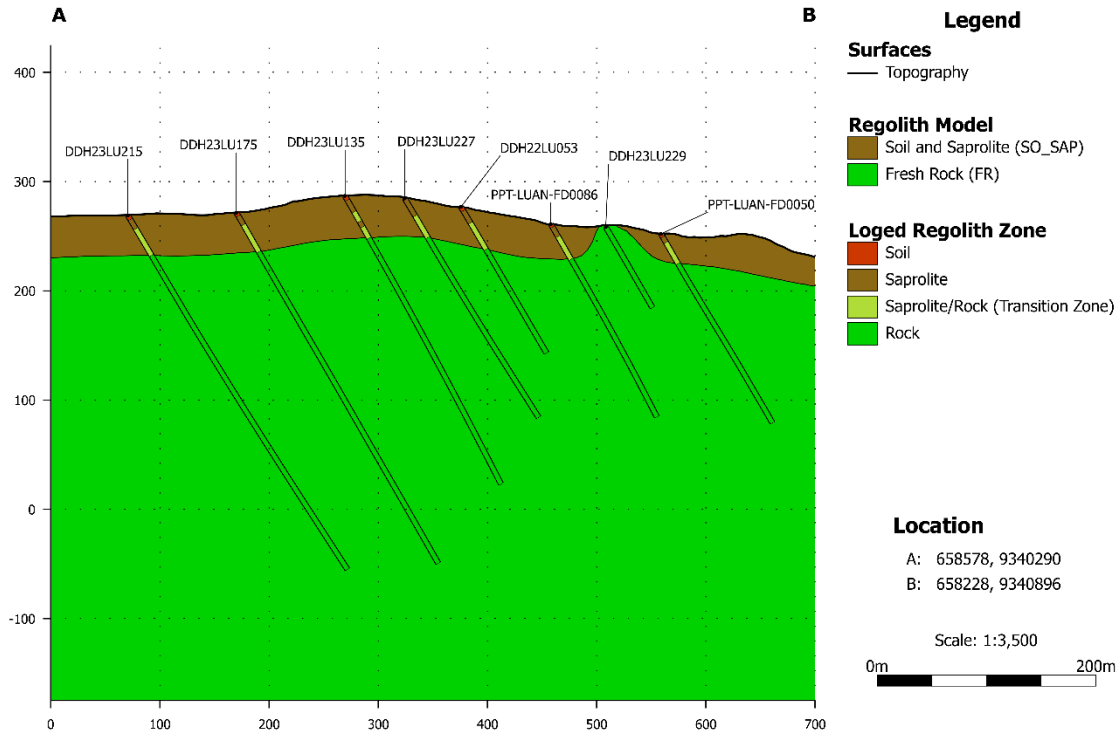 A
B
Legend
Surfaces
Topography
Regolith Model
Soil and Saprolite (SO_SAP)
Fresh Rock (FR)
Loged Regolith Zone
Soil
Saprolite
Saprolite/Rock (Transition Zone)
Rock
400
300
200
100
0
-100
DDH23LU215
DDH23LU175
DDH23LU135
DDH23LU227
DDH22LU053
PPT-LUAN-FD0086
DDH23LU229
PPT-LUAN-FD0050
0
100
200
300
400
500
600
700
Location
A: 658578, 9340290
B: 658228, 9340896
Scale: 1:3,500
0m
200m